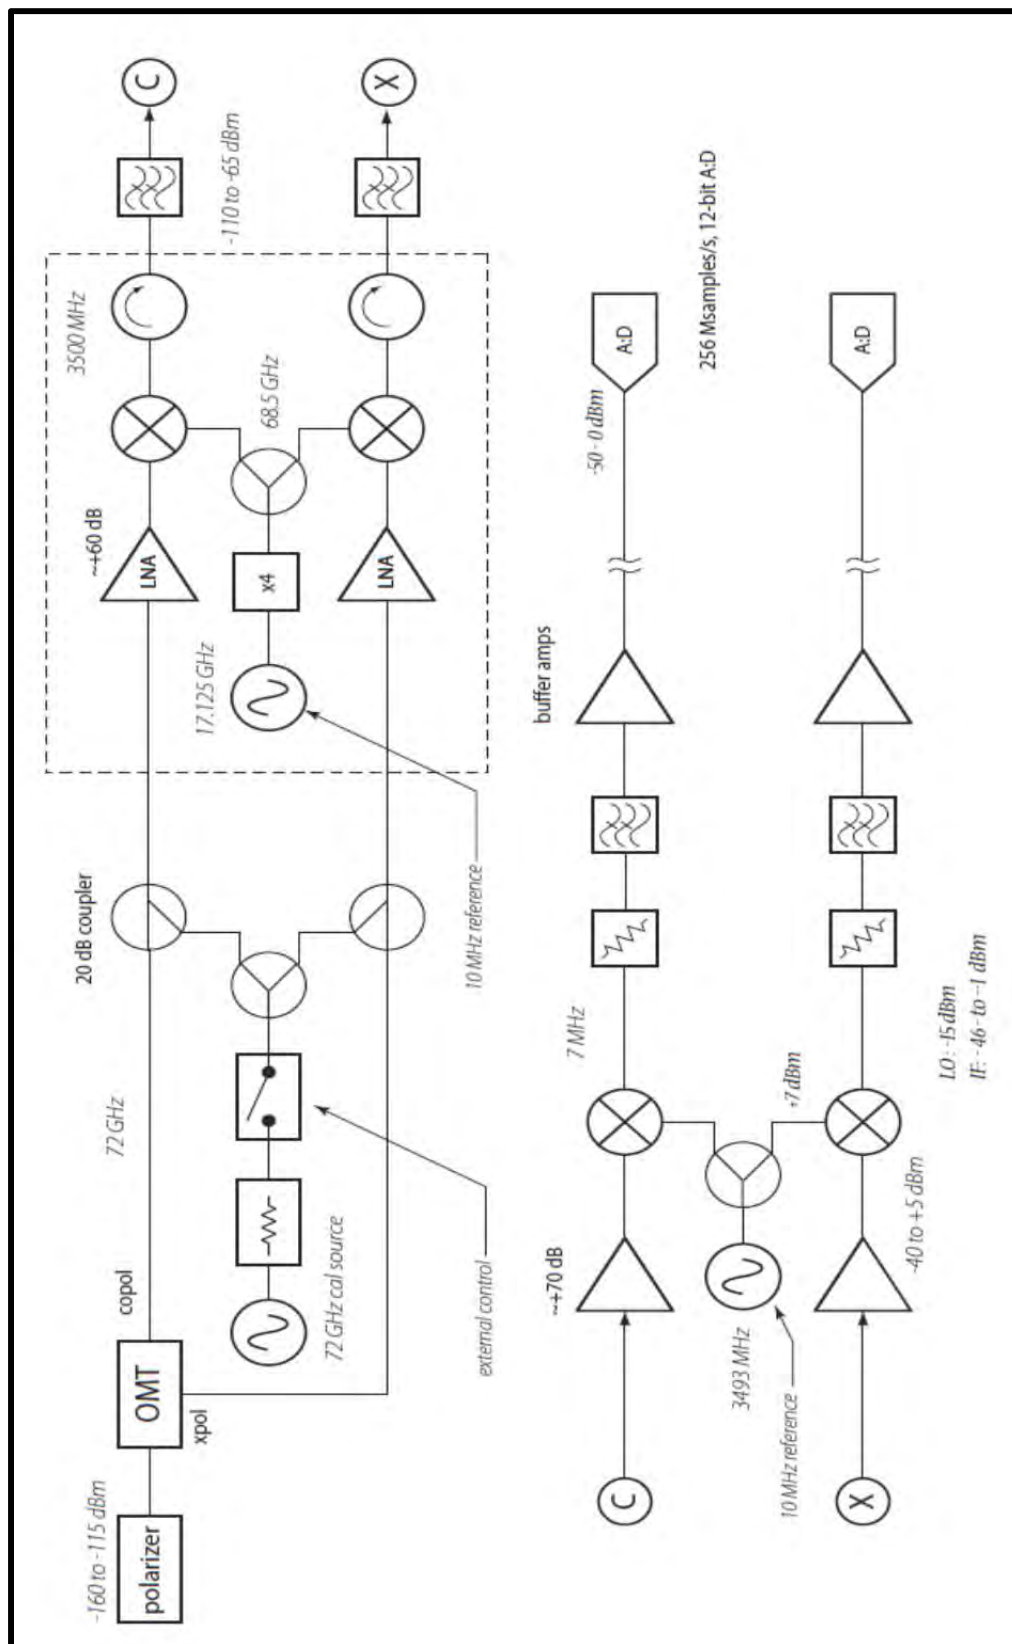 -160 to -115 dBm
polarizer
OMT
copol
xpol
72 GHz
72 GHz cal source
external control
20 dB coupler
10 MHz reference
17.125 GHz
x4
~+60 dB
LNA
LNA
68.5 GHz
3500 MHz
-110 to -65 dBm
C
X
C
X
~+70 dB
3493 MHz
10 MHz reference
-40 to +5 dBm
+7 dBm
7 MHz
LO: -15 dBm
IF: -46 - to -1 dBm
buffer amps
-50 - 0 dBm
A:D
A:D
256 Msamples/s, 12-bit A:D